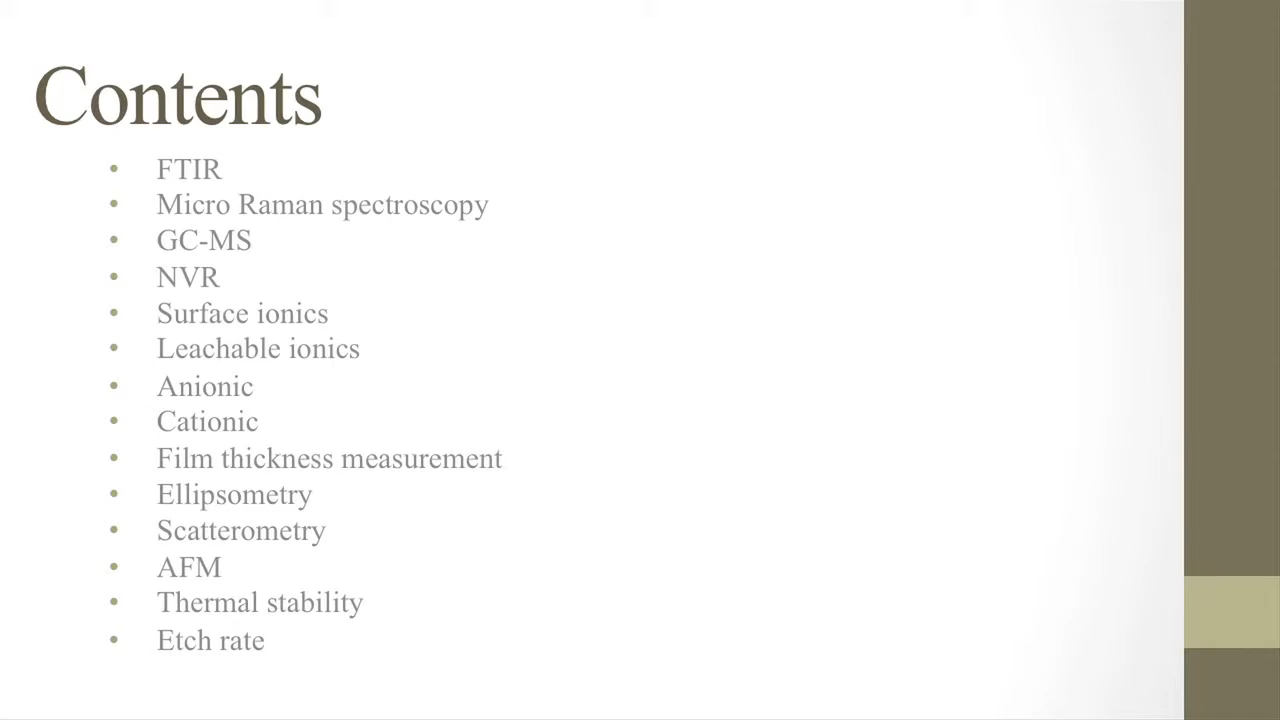 Contents
• FTIR
• Micro Raman spectroscopy
• GC-MS
• NVR
• Surface ionics
• Leachable ionics
• Anionic
• Cationic
• Film thickness measurement
• Ellipsometry
• Scatterometry
• AFM
• Thermal stability
• Etch rate